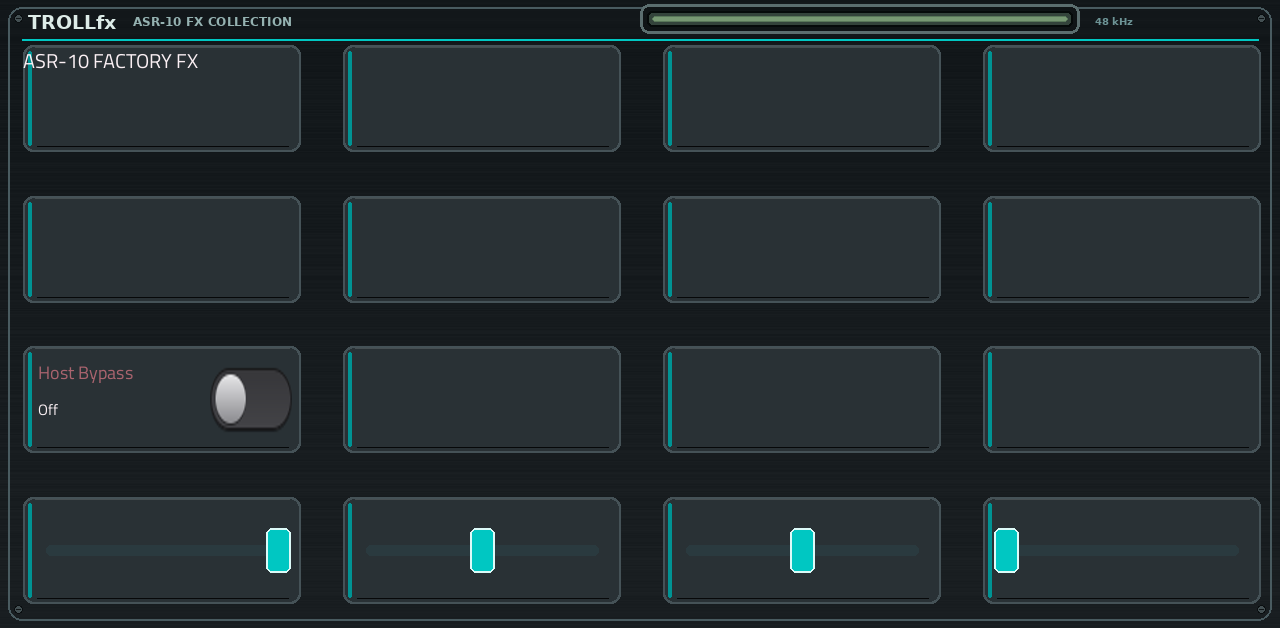 TROLLfx ASR-10 FX COLLECTION 48 kHz
ASR-10 FACTORY FX
Host Bypass
Off